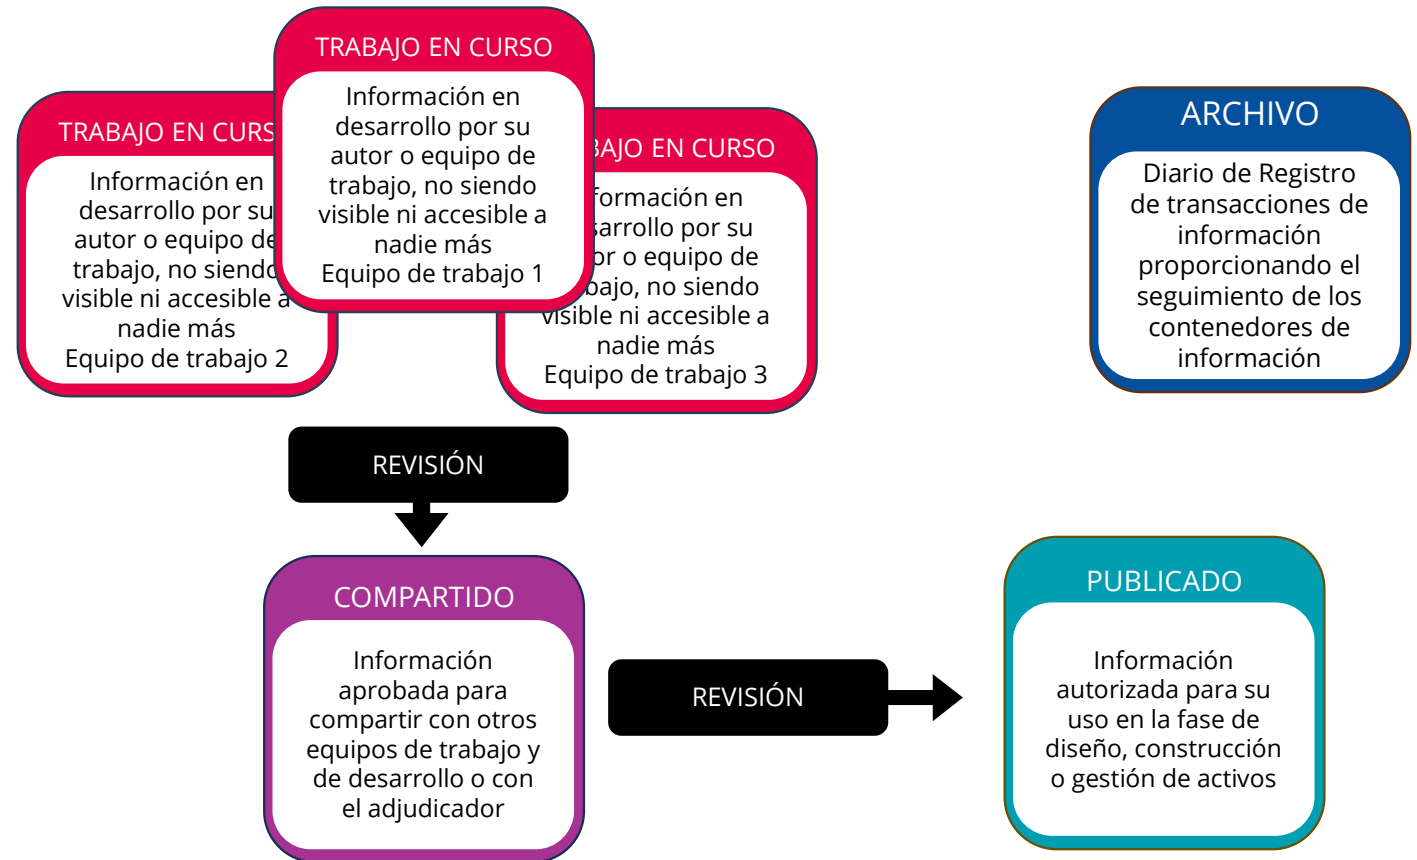 TRABAJO EN CURSO
Información en
desarrollo por su
autor o equipo de
trabajo, no siendo
visible ni accesible a
nadie más
Equipo de trabajo 1
TRABAJO EN CURS
Información en
desarrollo por su
autor o equipo de
trabajo, no siendo
visible ni accesible a
nadie más
Equipo de trabajo 2
BAJO EN CURSO
formación en
sarrollo por su
or o equipo de
bajo, no siendo
visible ni accesible a
nadie más
Equipo de trabajo 3
ARCHIVO
Diario de Registro
de transacciones de
información
proporcionando el
seguimiento de los
contenedores de
información
REVISIÓN
COMPARTIDO
Información
aprobada para
compartir con otros
equipos de trabajo y
de desarrollo o con
el adjudicador
REVISIÓN
PUBLICADO
Información
autorizada para su
uso en la fase de
diseño, construcción
o gestión de activos